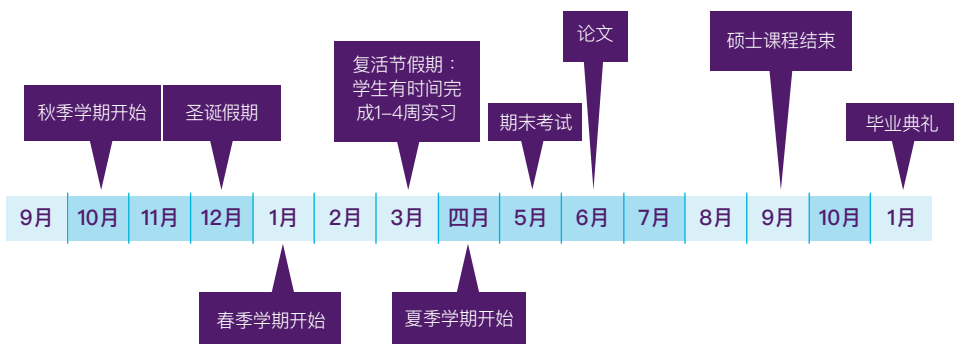 论文
硕士课程结束
复活节假期：
学生有时间完
成1–4周实习
秋季学期开始
圣诞假期
期末考试
毕业典礼
9月 10月 11月 12月 1月 2月 3月 四月 5月 6月 7月 8月 9月 10月 1月
春季学期开始
夏季学期开始